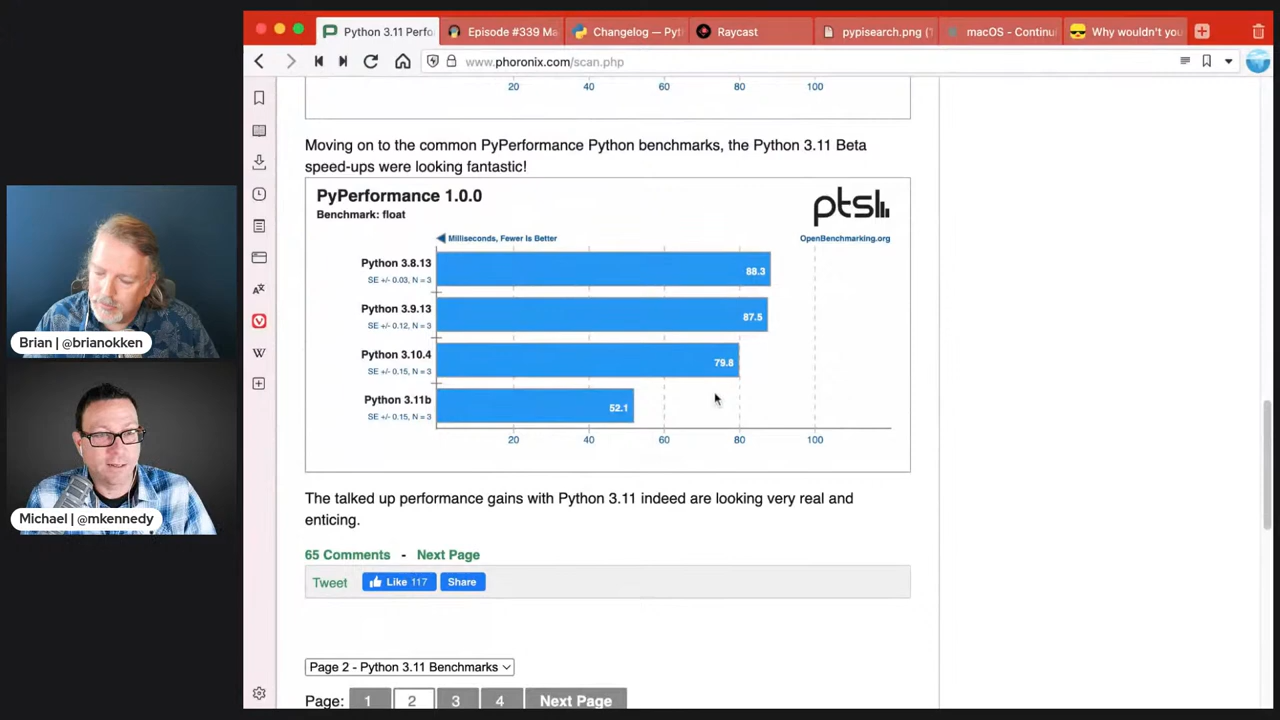 Python 3.11 Perfo
Episode #339 Ma
Changelog — Pyt
Raycast
pypisearch.png (1
macOS - Continu
Why wouldn't you
www.phoronix.com/scan.php
20 40 60 80 100
Moving on to the common PyPerformance Python benchmarks, the Python 3.11 Beta
speed-ups were looking fantastic!
PyPerformance 1.0.0
Benchmark: float
ptsl
OpenBenchmarking.org
Milliseconds, Fewer Is Better
Python 3.8.13
SE +/- 0.03, N = 3
88.3
Python 3.9.13
SE +/- 0.12, N = 3
87.5
Python 3.10.4
SE +/- 0.15, N = 3
79.8
Python 3.11b
SE +/- 0.15, N = 3
52.1
20 40 60 80 100
The talked up performance gains with Python 3.11 indeed are looking very real and
enticing.
65 Comments - Next Page
Tweet Like 117 Share
Page 2 - Python 3.11 Benchmarks
Page: 1 2 3 4 Next Page
Brian | @brianokken
Michael | @mkennedy